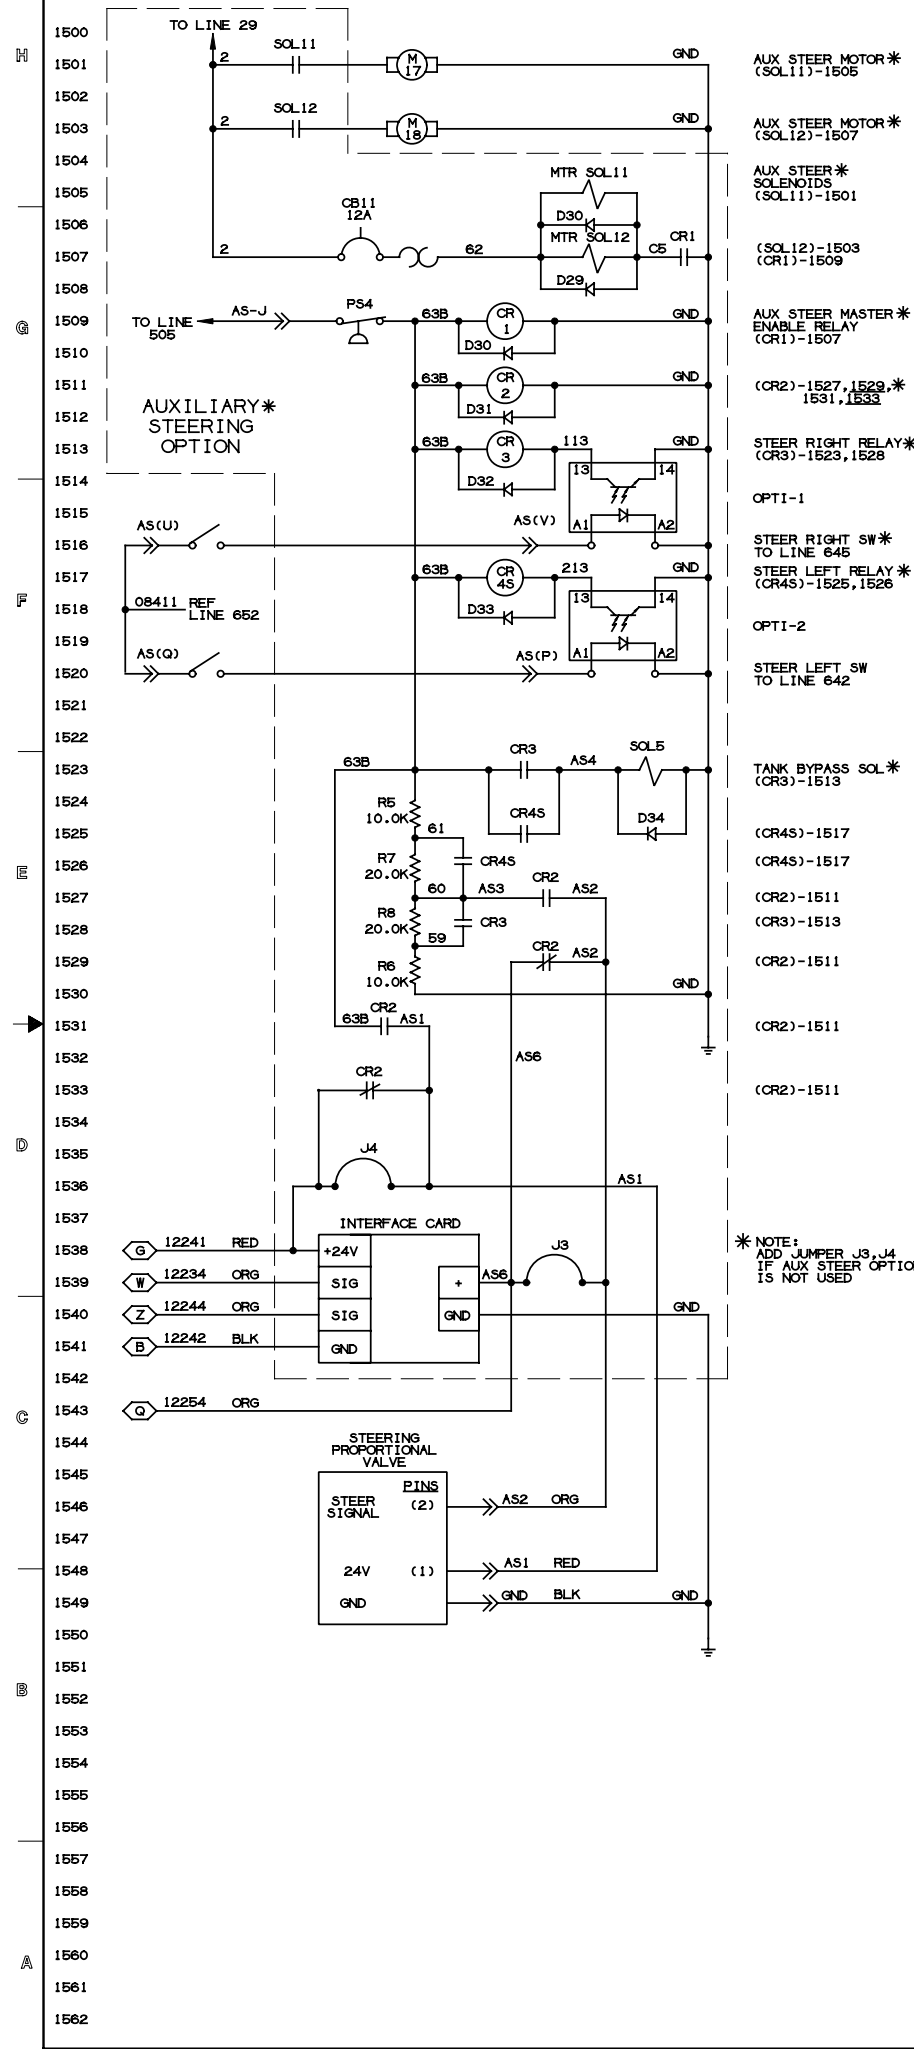 H
1500
TO LINE 29
1501
2
SOL11
M
17
GND
AUX STEER MOTOR*
(SOL11)-1505
1502
1503
2
SOL12
M
18
GND
AUX STEER MOTOR*
(SOL12)-1507
1504
1505
MTR SOL11
AUX STEER*
SOLENOIDS
(SOL11)-1501
1506
CB11
12A
D30
1507
2
62
MTR SOL12
C5
CR1
(SOL12)-1503
(CR1)-1509
1508
D29
G
1509
TO LINE
505
AS-J
PS4
63B
CR
1
GND
AUX STEER MASTER*
ENABLE RELAY
(CR1)-1507
1510
D30
1511
63B
CR
2
GND
(CR2)-1527,1529,*
1531,1533
1512
D31
AUXILIARY*
STEERING
OPTION
1513
63B
CR
3
113
GND
STEER RIGHT RELAY*
(CR3)-1523,1528
1514
D32
13
14
OPTI-1
1515
AS(U)
AS(V)
A1
A2
1516
STEER RIGHT SW*
TO LINE 645
1517
63B
CR
4S
213
GND
STEER LEFT RELAY*
(CR4S)-1525,1526
F
1518
08411
REF
LINE 652
D33
13
14
OPTI-2
1519
AS(Q)
AS(P)
A1
A2
1520
STEER LEFT SW
TO LINE 642
1521
1522
1523
63B
CR3
AS4
SOL5
TANK BYPASS SOL*
(CR3)-1513
1524
R5
10.0K
CR4S
D34
1525
61
(CR4S)-1517
E
1526
R7
20.0K
CR4S
(CR4S)-1517
1527
60
AS3
CR2
AS2
(CR2)-1511
1528
R8
20.0K
CR3
(CR3)-1513
59
1529
CR2
AS2
(CR2)-1511
R6
10.0K
1530
GND
1531
63B
CR2
AS1
(CR2)-1511
1532
AS6
1533
CR2
(CR2)-1511
1534
D
1535
J4
1536
AS1
1537
INTERFACE CARD
1538
G
12241
RED
+24V
J3
* NOTE:
ADD JUMPER J3,J4
IF AUX STEER OPTIO
IS NOT USED
1539
W
12234
ORG
SIG
+
AS6
1540
Z
12244
ORG
SIG
GND
GND
1541
B
12242
BLK
GND
1542
C
1543
Q
12254
ORG
1544
STEERING
PROPORTIONAL
VALVE
1545
PINS
1546
STEER
SIGNAL
(2)
AS2
ORG
1547
1548
24V
(1)
AS1
RED
1549
GND
GND
BLK
GND
1550
1551
B
1552
1553
1554
1555
1556
1557
1558
1559
A
1560
1561
1562